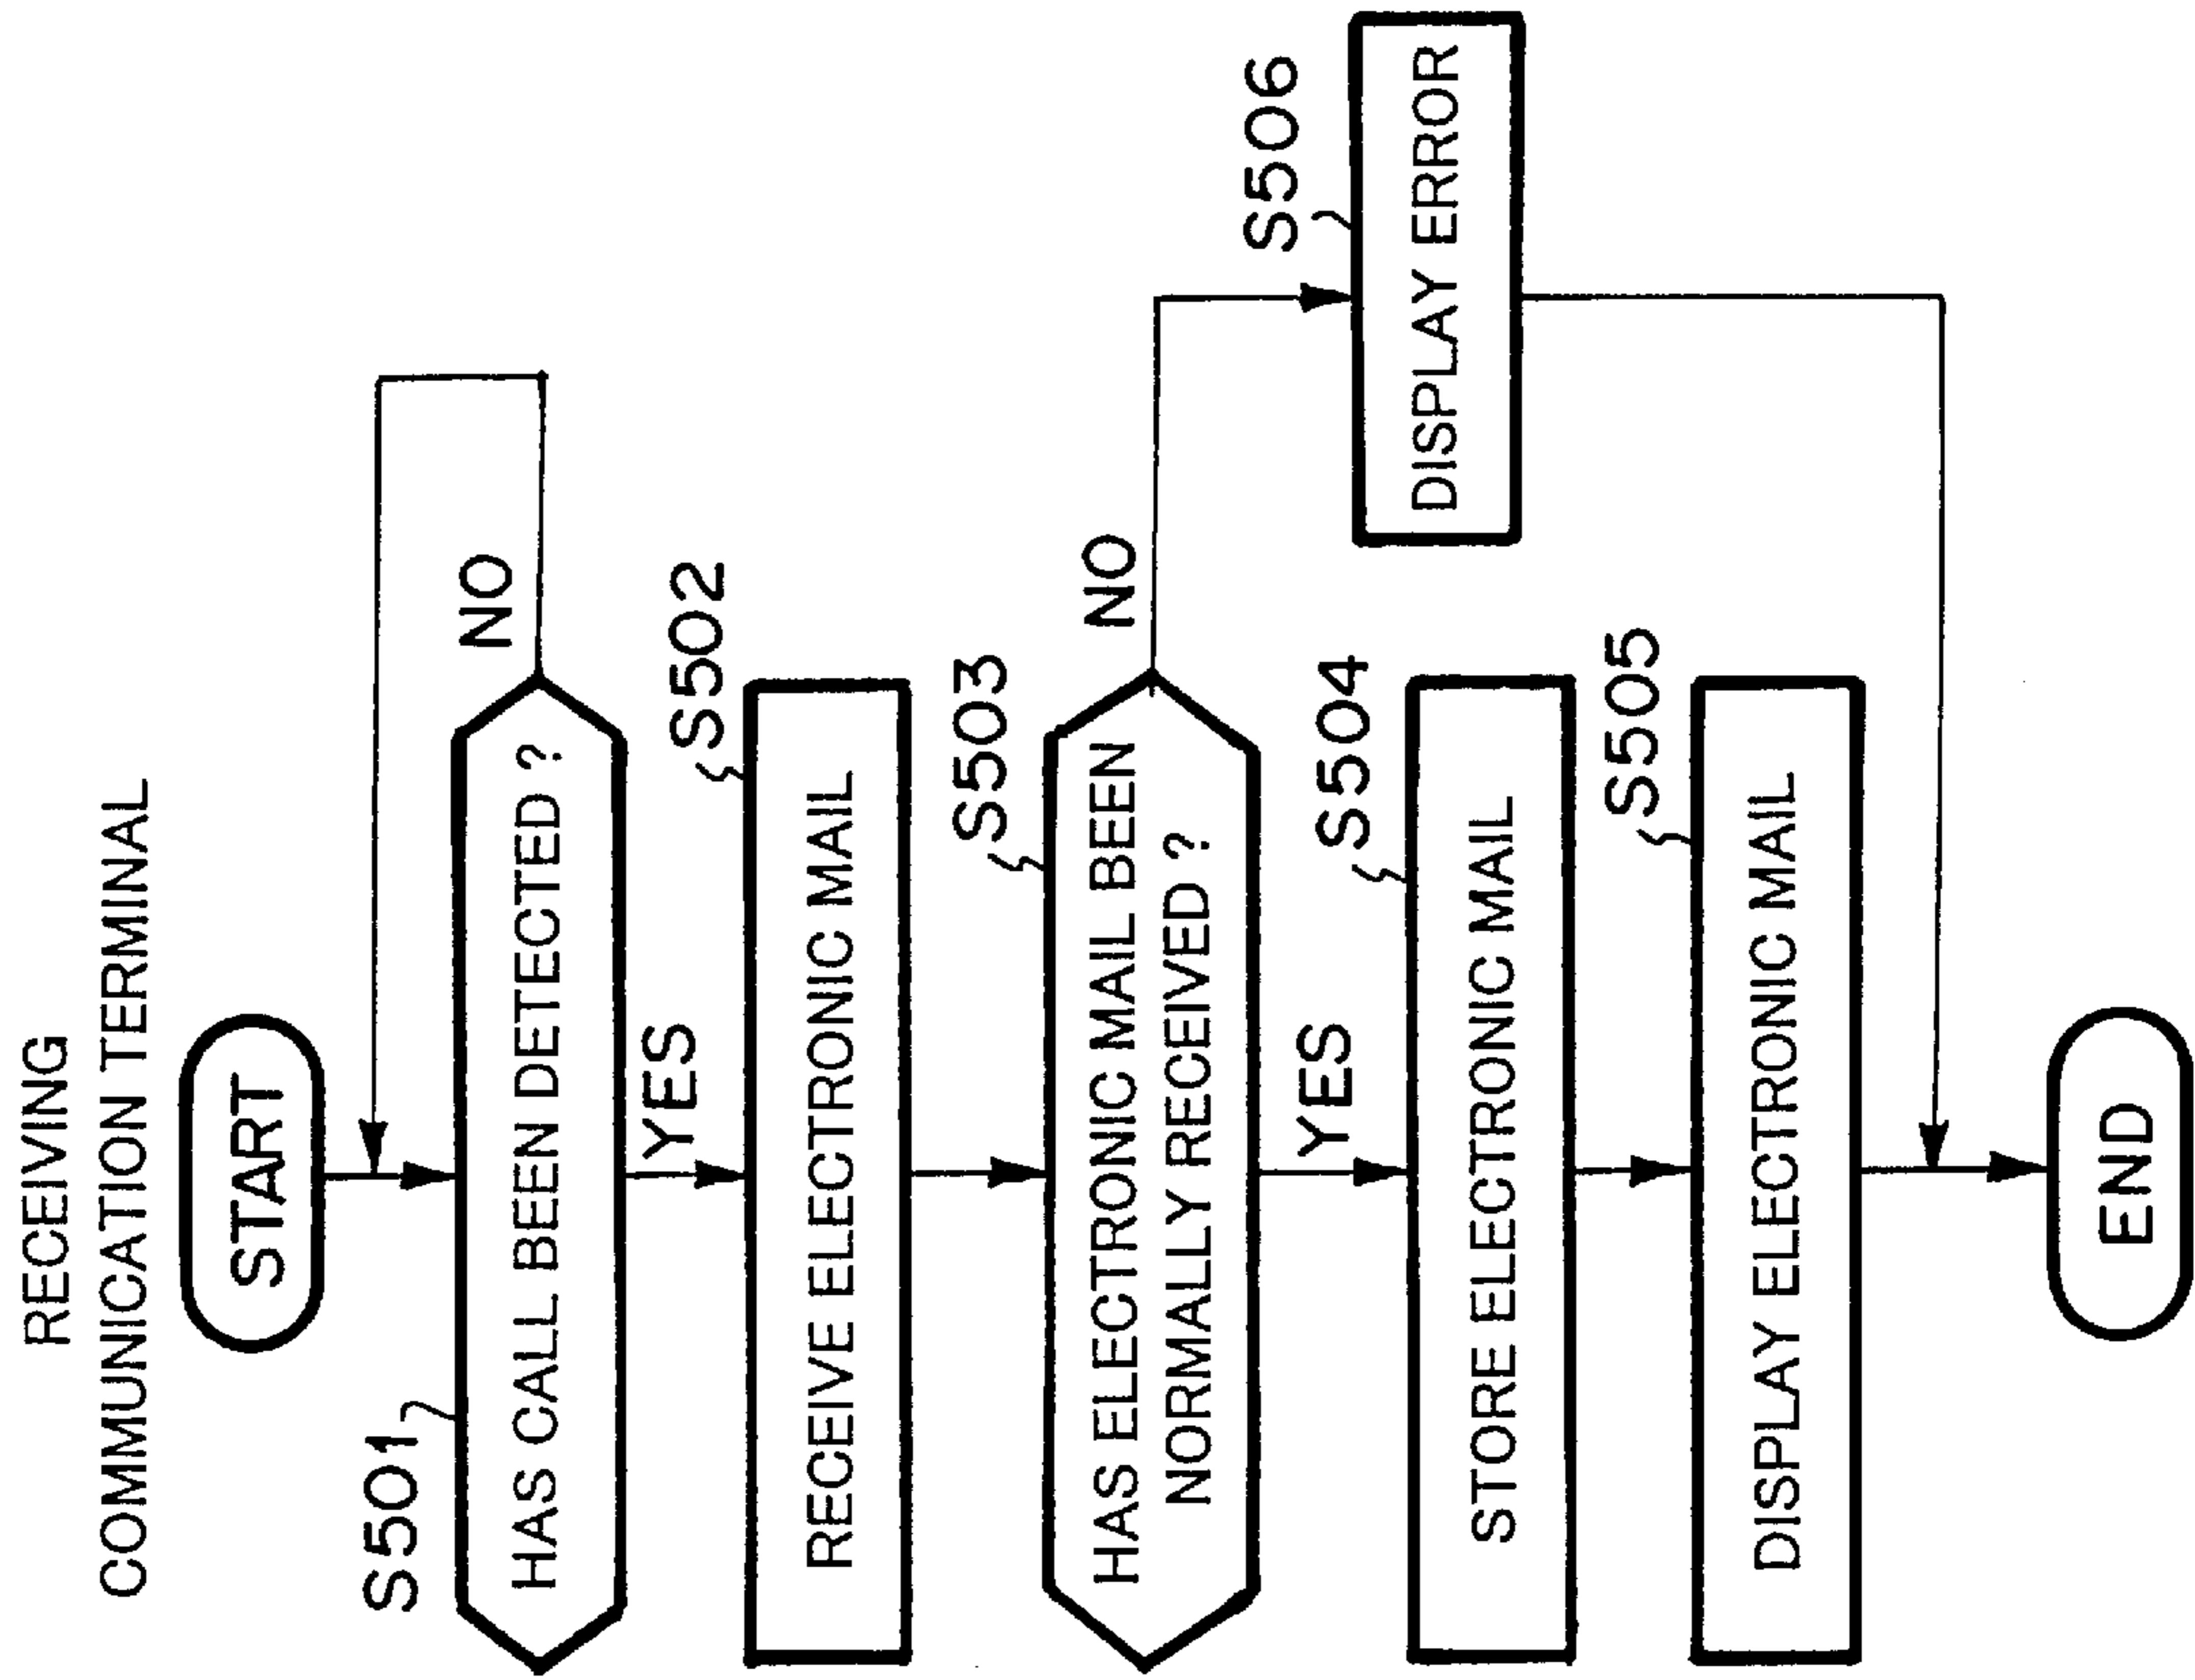 RECEIVING
COMMUNICATION TERMINAL
START
S501
HAS CALL BEEN DETECTED ?
NO
YES
S502
RECEIVE ELECTRONIC MAIL
S503
HAS ELECTRONIC MAIL BEEN
NORMALLY RECEIVED ?
NO
YES
S504
STORE ELECTRONIC MAIL
S505
DISPLAY ELECTRONIC MAIL
S506
DISPLAY ERROR
END